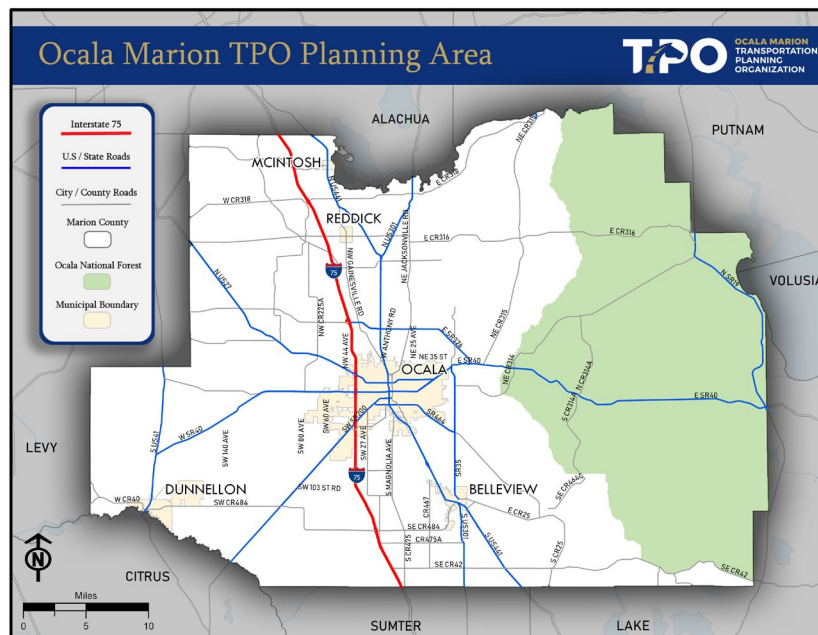 Ocala Marion TPO Planning Area
TPO
OCALA MARION
TRANSPORTATION
PLANNING
ORGANIZATION
Interstate 75
U.S / State Roads
City / County Roads
Marion County
Ocala National Forest
Municipal Boundary
ALACHUA
PUTNAM
VOLUSIA
LEVY
CITRUS
SUMTER
LAKE
MCINTOSH
REDDICK
OCALA
DUNNELLON
BELLEVIEW
W CR318
E CR318
NE CR315
N US441
N US301
NE JACKSONVILLE RD
E CR316
E CR316
NW GAINESVILLE RD
N US27
NW CR225A
75
W ANTHONY RD
NE 25 AVE
NE CR315
N SR19
NW 44 AVE
E SR326
NE 35 ST
E SR40
NE CR314
N CR314A
S CR314A
E SR40
SW 60 AVE
SW SR200
SR464
S US41
W SR40
SW 140 AVE
SW 80 AVE
SW 27 AVE
S MAGNOLIA AVE
SR35
75
SW 103 ST RD
CR467
SE CR464C
W CR40
SW CR484
E CR25
SE CR484
S US301
S US441
S CR25
CR475A
S CR475
SE CR42
SE CR42
N
Miles
0 5 10